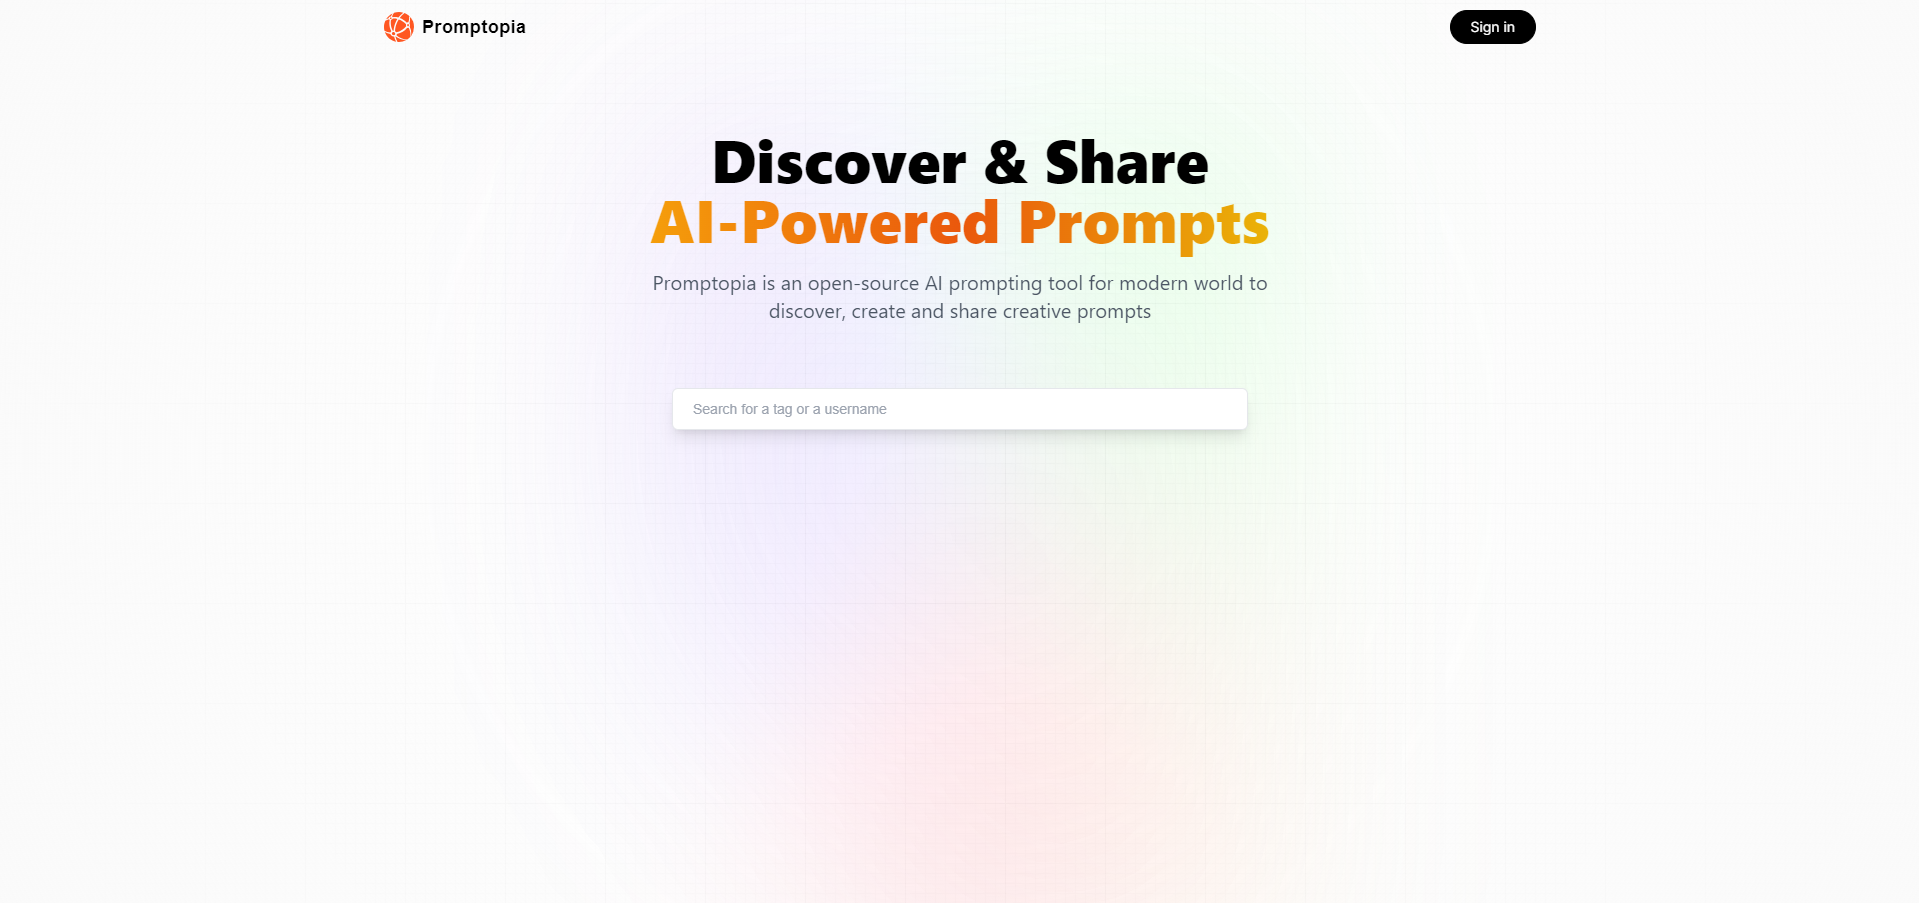 Promptopia
Sign in
Discover & Share
AI-Powered Prompts
Promptopia is an open-source AI prompting tool for modern world to
discover, create and share creative prompts
Search for a tag or a username